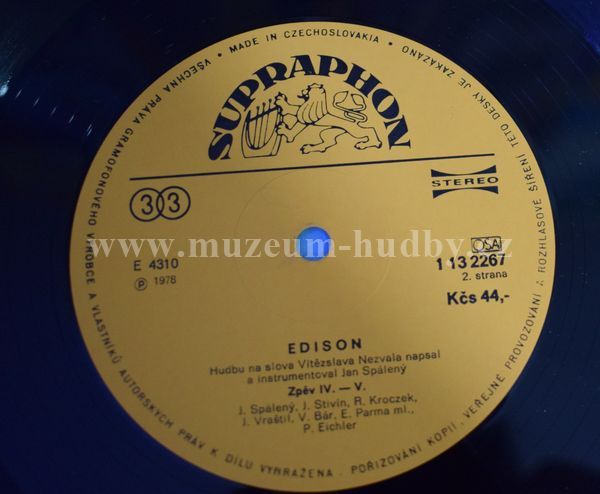 VŠECHNA PRÁVA GRAMOFONOVÉHO VÝROBCE A VLASTNÍKŮ AUTORSKÝCH PRÁV K DÍLU VYHRAŽENA • POŘIZOVÁNÍ KOPIÍ, VEŘEJNÉ PROVOZOVÁNÍ A ROZHLASOVÉ ŠÍŘENÍ TÉTO DESKY JE ZAKÁZÁNO
• MADE IN CZECHOSLOVAKIA •
SUPRAPHON
33
STEREO
www.muzeum-hudby.cz
E 4310
OSA
1 13 2267
℗ 1978
2. strana
Kčs 44,-
EDISON
Hudbu na slova Vítězslava Nezvala napsal
a instrumentoval Jan Spálený
Zpěv IV. — V.
J. Spálený, J. Stivín, R. Kroczek,
J. Vraštil, V. Bár, E. Parma ml.,
P. Eichler